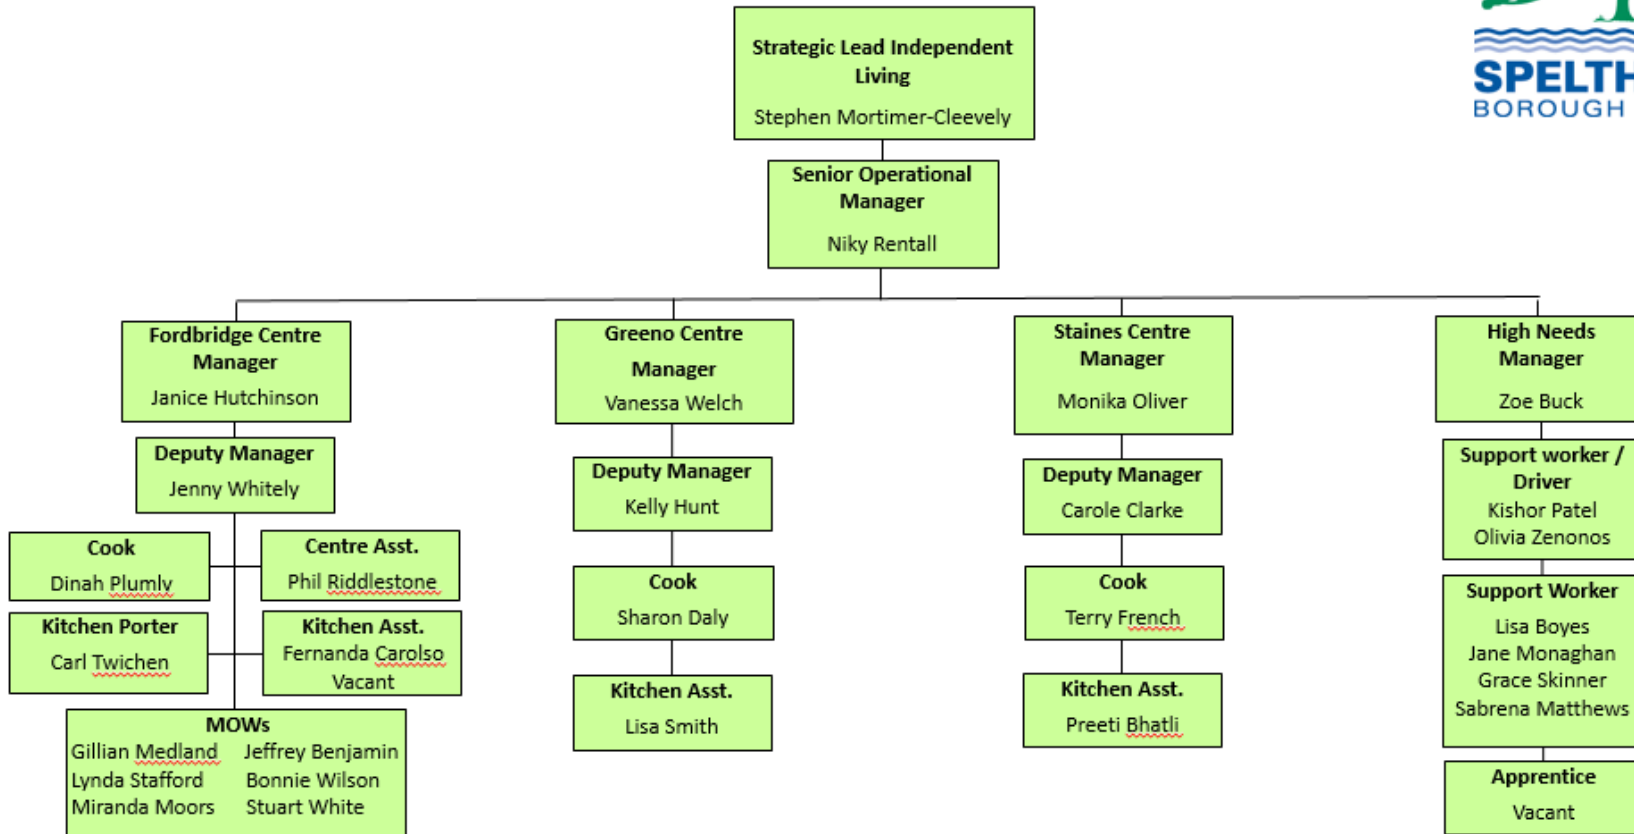 SPELTH
BOROUGH
Strategic Lead Independent
Living
Stephen Mortimer-Cleevely
Senior Operational
Manager
Niky Rentall
Fordbridge Centre
Manager
Janice Hutchinson
Deputy Manager
Jenny Whitely
Cook
Dinah Plumly
Centre Asst.
Phil Riddlestone
Kitchen Porter
Carl Twichen
Kitchen Asst.
Fernanda Carolso
Vacant
MOWs
Gillian Medland Jeffrey Benjamin
Lynda Stafford Bonnie Wilson
Miranda Moors Stuart White
Greeno Centre
Manager
Vanessa Welch
Deputy Manager
Kelly Hunt
Cook
Sharon Daly
Kitchen Asst.
Lisa Smith
Staines Centre
Manager
Monika Oliver
Deputy Manager
Carole Clarke
Cook
Terry French
Kitchen Asst.
Preeti Bhatli
High Needs
Manager
Zoe Buck
Support worker /
Driver
Kishor Patel
Olivia Zenonos
Support Worker
Lisa Boyes
Jane Monaghan
Grace Skinner
Sabrena Matthews
Apprentice
Vacant